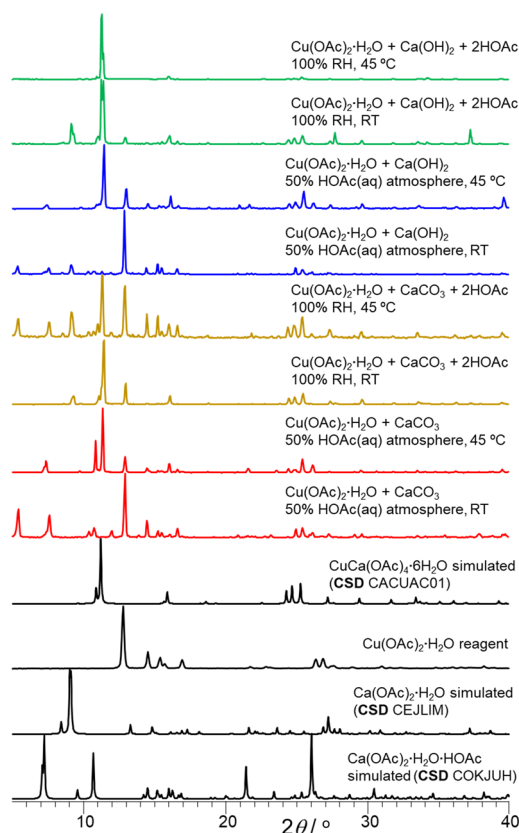 Cu(OAc)₂·H₂O + Ca(OH)₂ + 2HOAc
100% RH, 45 ºC
Cu(OAc)₂·H₂O + Ca(OH)₂ + 2HOAc
100% RH, RT
Cu(OAc)₂·H₂O + Ca(OH)₂
50% HOAc(aq) atmosphere, 45 ºC
Cu(OAc)₂·H₂O + Ca(OH)₂
50% HOAc(aq) atmosphere, RT
Cu(OAc)₂·H₂O + CaCO₃ + 2HOAc
100% RH, 45 ºC
Cu(OAc)₂·H₂O + CaCO₃ + 2HOAc
100% RH, RT
Cu(OAc)₂·H₂O + CaCO₃
50% HOAc(aq) atmosphere, 45 ºC
Cu(OAc)₂·H₂O + CaCO₃
50% HOAc(aq) atmosphere, RT
CuCa(OAc)₄·6H₂O simulated
(CSD CACUAC01)
Cu(OAc)₂·H₂O reagent
Ca(OAc)₂·H₂O simulated
(CSD CEJLIM)
Ca(OAc)₂·H₂O·HOAc
simulated (CSD COKJUH)
10 20 30 40
2θ/ º